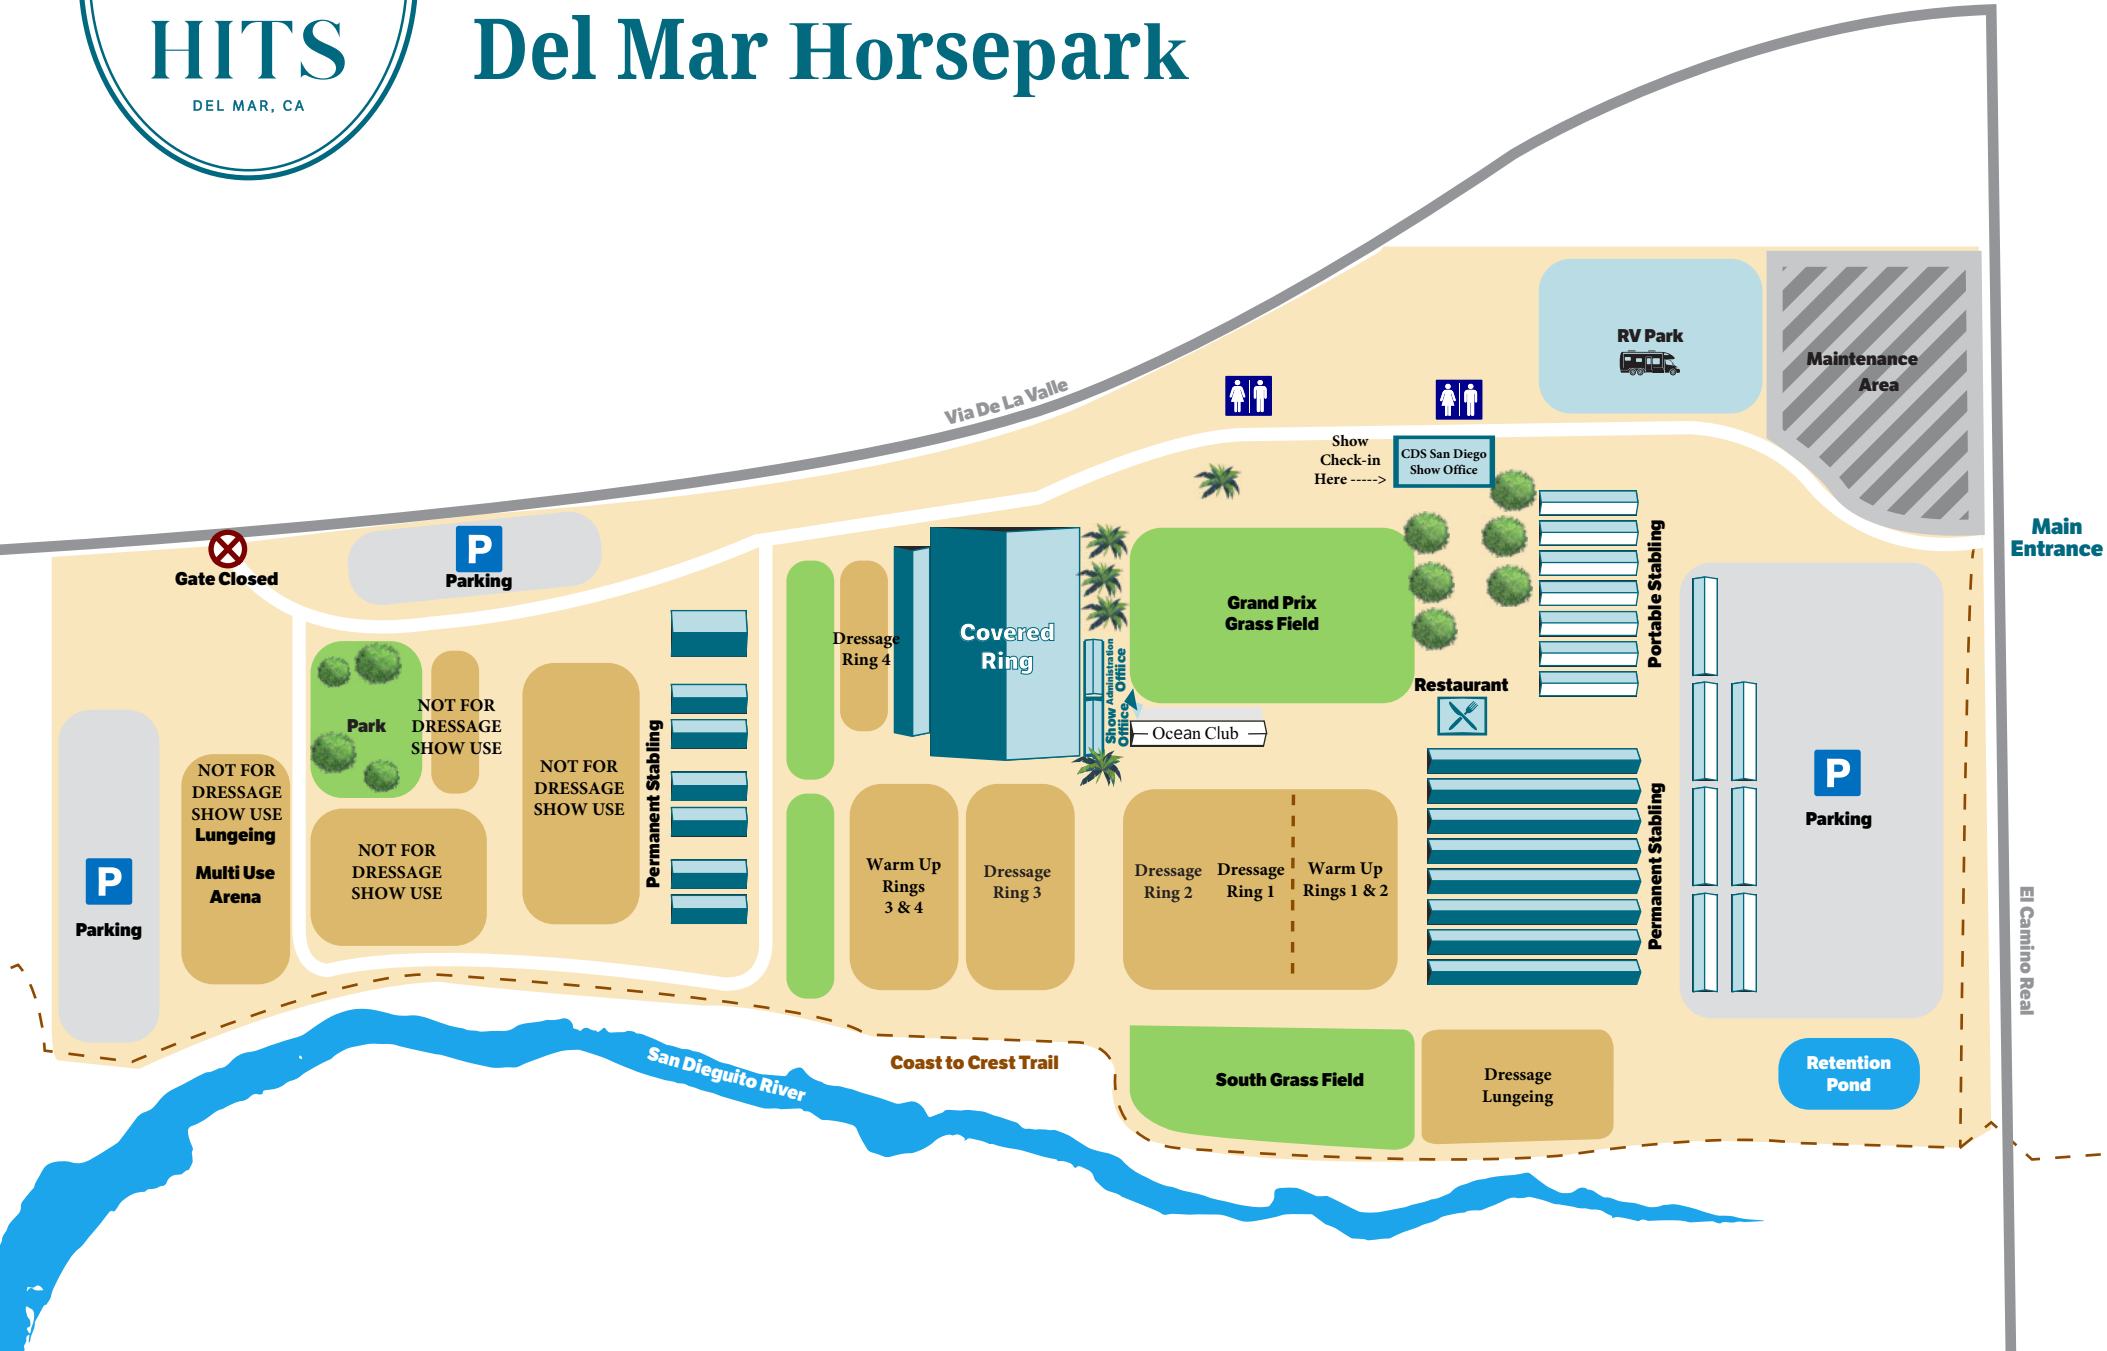 HITS
DEL MAR, CA
Del Mar Horsepark
Via De La Valle
RV Park
Maintenance
Area
Show
Check-in
Here ----->
CDS San Diego
Show Office
Main
Entrance
Gate Closed
P
Parking
Portable Stabling
Grand Prix
Grass Field
Covered
Ring
Dressage
Ring 4
Administration
Office
Show
Office
Ocean Club
Restaurant
Park
NOT FOR
DRESSAGE
SHOW USE
NOT FOR
DRESSAGE
SHOW USE
Permanent Stabling
NOT FOR
DRESSAGE
SHOW USE
Lungeing
Multi Use
Arena
NOT FOR
DRESSAGE
SHOW USE
P
Parking
Warm Up
Rings
3 & 4
Dressage
Ring 3
Dressage
Ring 2
Dressage
Ring 1
Warm Up
Rings 1 & 2
Permanent Stabling
P
Parking
El Camino Real
San Dieguito River
Coast to Crest Trail
South Grass Field
Dressage
Lungeing
Retention
Pond